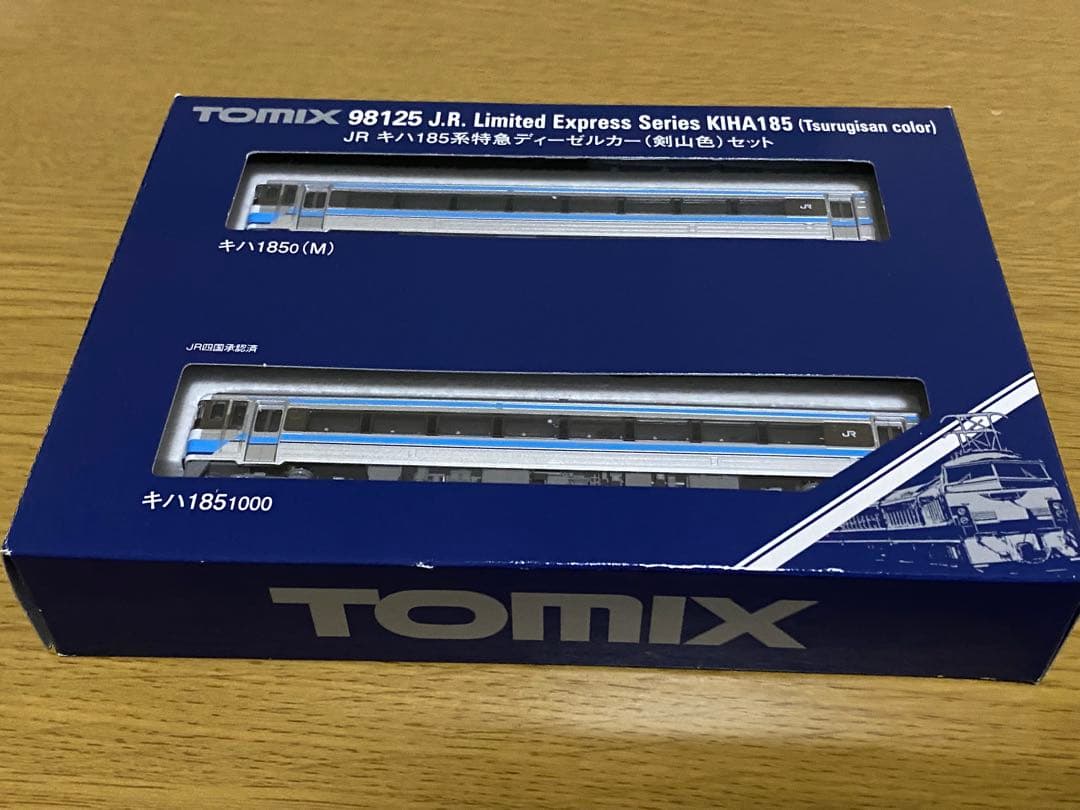 TOMIX 98125 J.R. Limited Express Series KIHA185 (Tsurugisan color)
JR キハ185系特急ディーゼルカー(剣山色)セット
JR
キハ1850(M)
JR四国承認済
JR
キハ1851000
TOMIX